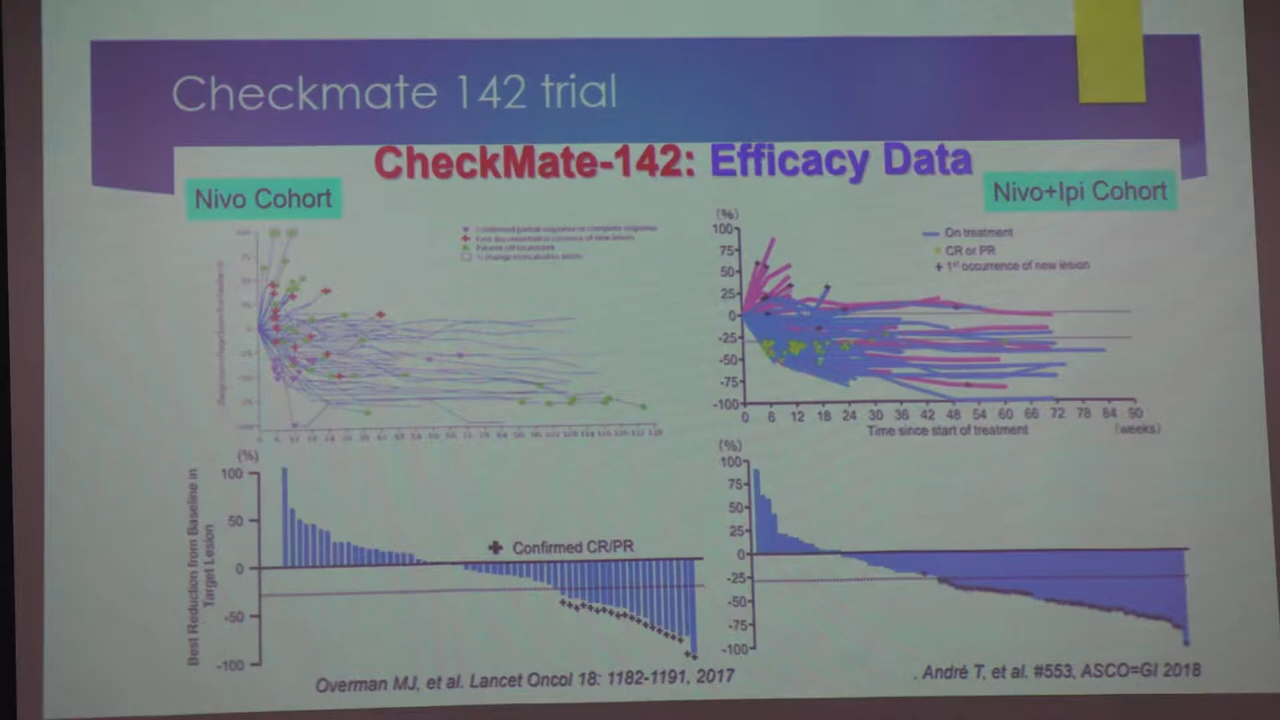 Checkmate 142 trial
CheckMate-142: Efficacy Data
Nivo Cohort
Nivo+Ipi Cohort
(%)
100
75
50
25
0
-25
-50
-75
-100
On treatment
CR or PR
1st occurrence of new lesion
0 6 12 18 24 30 36 42 48 54 60 66 72 78 84 90
Time since start of treatment
(weeks)
(%)
100
50
0
-50
-100
Best Reduction from Baseline in
Target Lesion
Confirmed CR/PR
(%)
100
75
50
25
0
-25
-50
-75
-100
Overman MJ, et al. Lancet Oncol 18: 1182-1191, 2017
. André T, et al. #553, ASCO=GI 2018